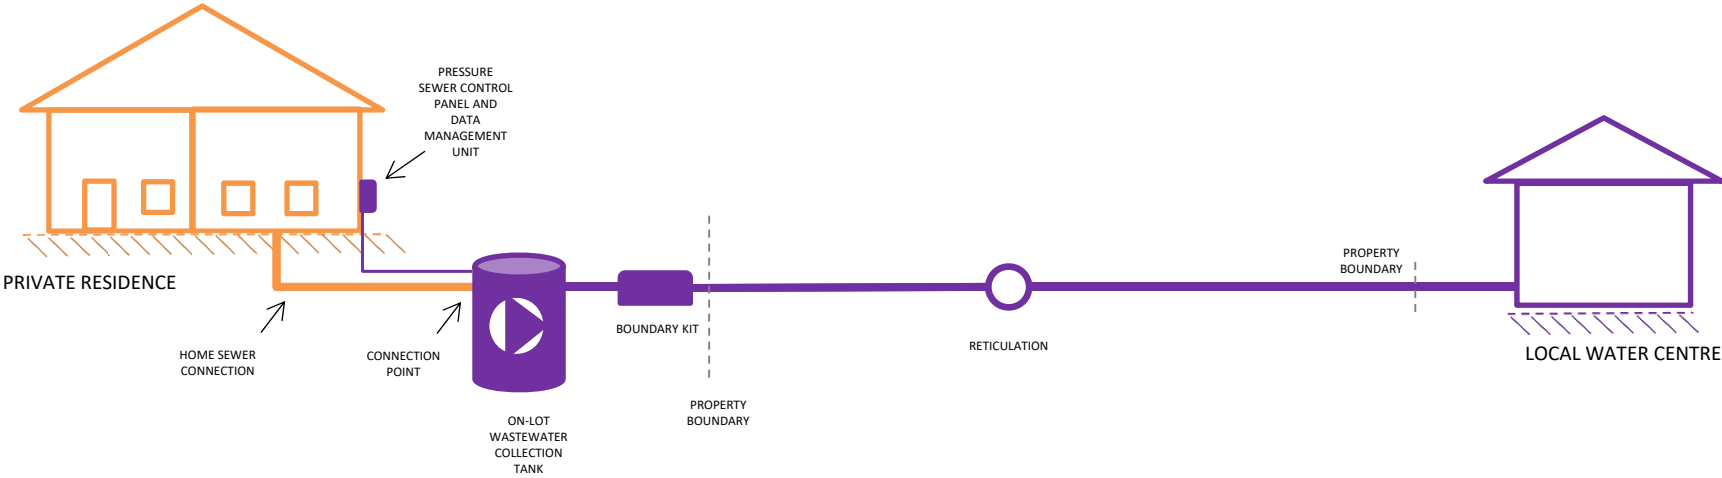 PRESSURE
SEWER CONTROL
PANEL AND
DATA
MANAGEMENT
UNIT
PRIVATE RESIDENCE
HOME SEWER
CONNECTION
CONNECTION
POINT
ON-LOT
WASTEWATER
COLLECTION
TANK
BOUNDARY KIT
PROPERTY
BOUNDARY
RETICULATION
PROPERTY
BOUNDARY
LOCAL WATER CENTRE